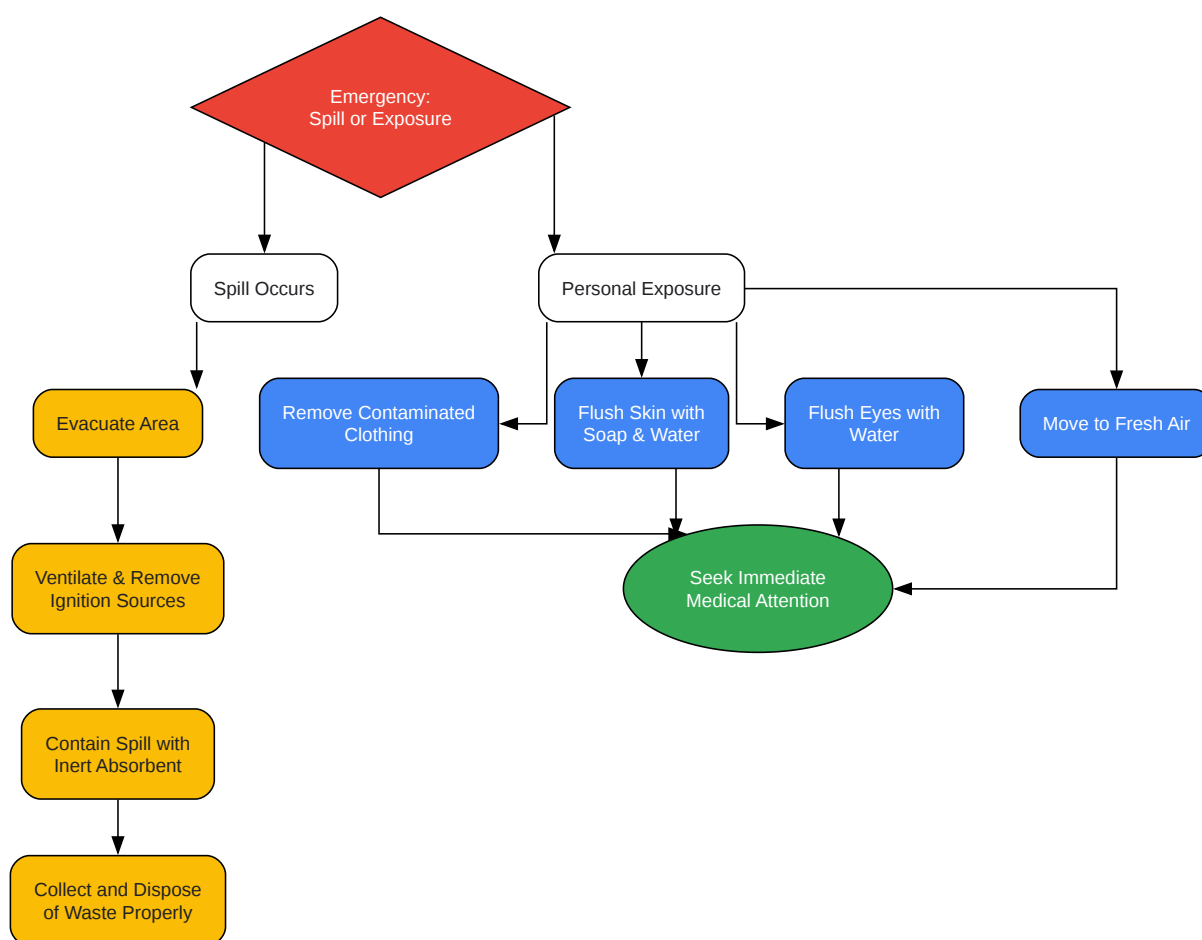 Emergency:
Spill or Exposure
Spill Occurs
Personal Exposure
Evacuate Area
Remove Contaminated
Clothing
Flush Skin with
Soap & Water
Flush Eyes with
Water
Move to Fresh Air
Ventilate & Remove
Ignition Sources
Seek Immediate
Medical Attention
Contain Spill with
Inert Absorbent
Collect and Dispose
of Waste Properly